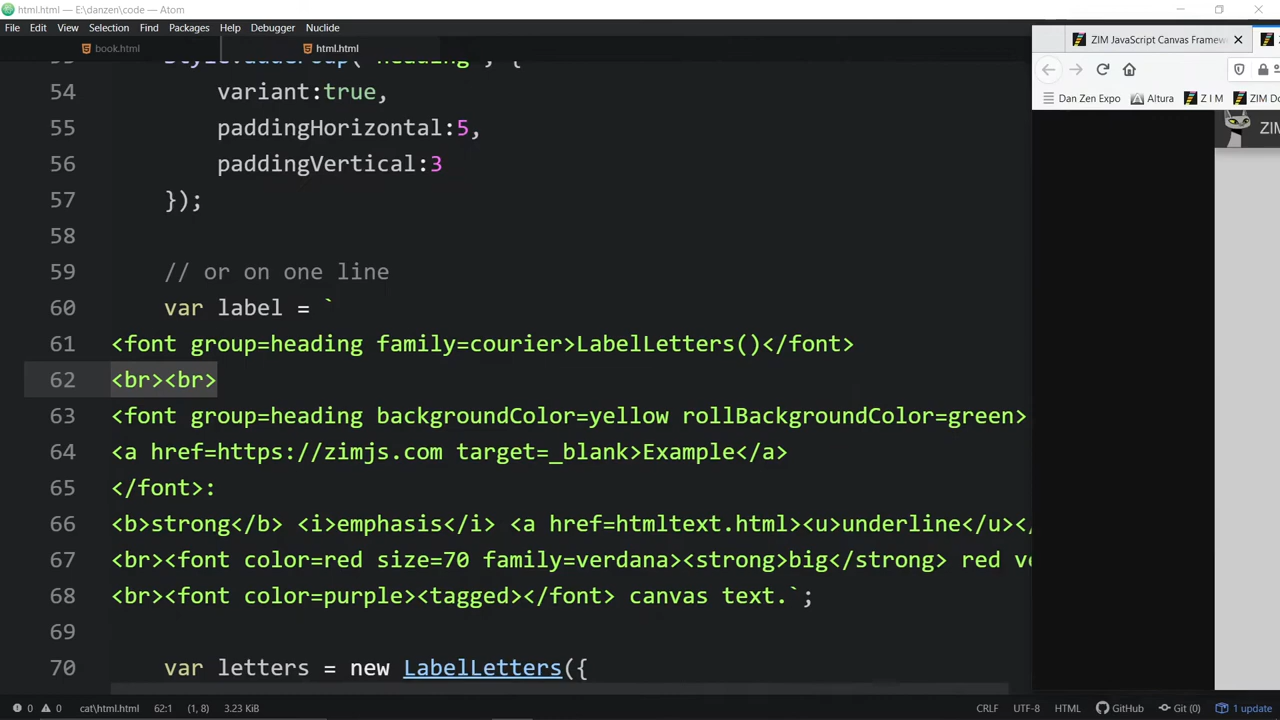 html.html — E:\danzen\code — Atom
File Edit View Selection Find Packages Help Debugger Nuclide
book.html html.html
ZIM JavaScript Canvas Framew
Dan Zen Expo Altura Z I M ZIM Do
ZI
54 variant:true,
55 paddingHorizontal:5,
56 paddingVertical:3
57 });
58
59 // or on one line
60 var label = `
61 <font group=heading family=courier>LabelLetters()</font>
62 <br><br>
63 <font group=heading backgroundColor=yellow rollBackgroundColor=green>
64 <a href=https://zimjs.com target=_blank>Example</a>
65 </font>:
66 <b>strong</b> <i>emphasis</i> <a href=htmltext.html><u>underline</u></
67 <br><font color=red size=70 family=verdana><strong>big</strong> red ve
68 <br><font color=purple><tagged></font> canvas text.`;
69
70 var letters = new LabelLetters({
0 0 cat\html.html 62:1 (1, 8) 3.23 KiB CRLF UTF-8 HTML GitHub Git (0) 1 update